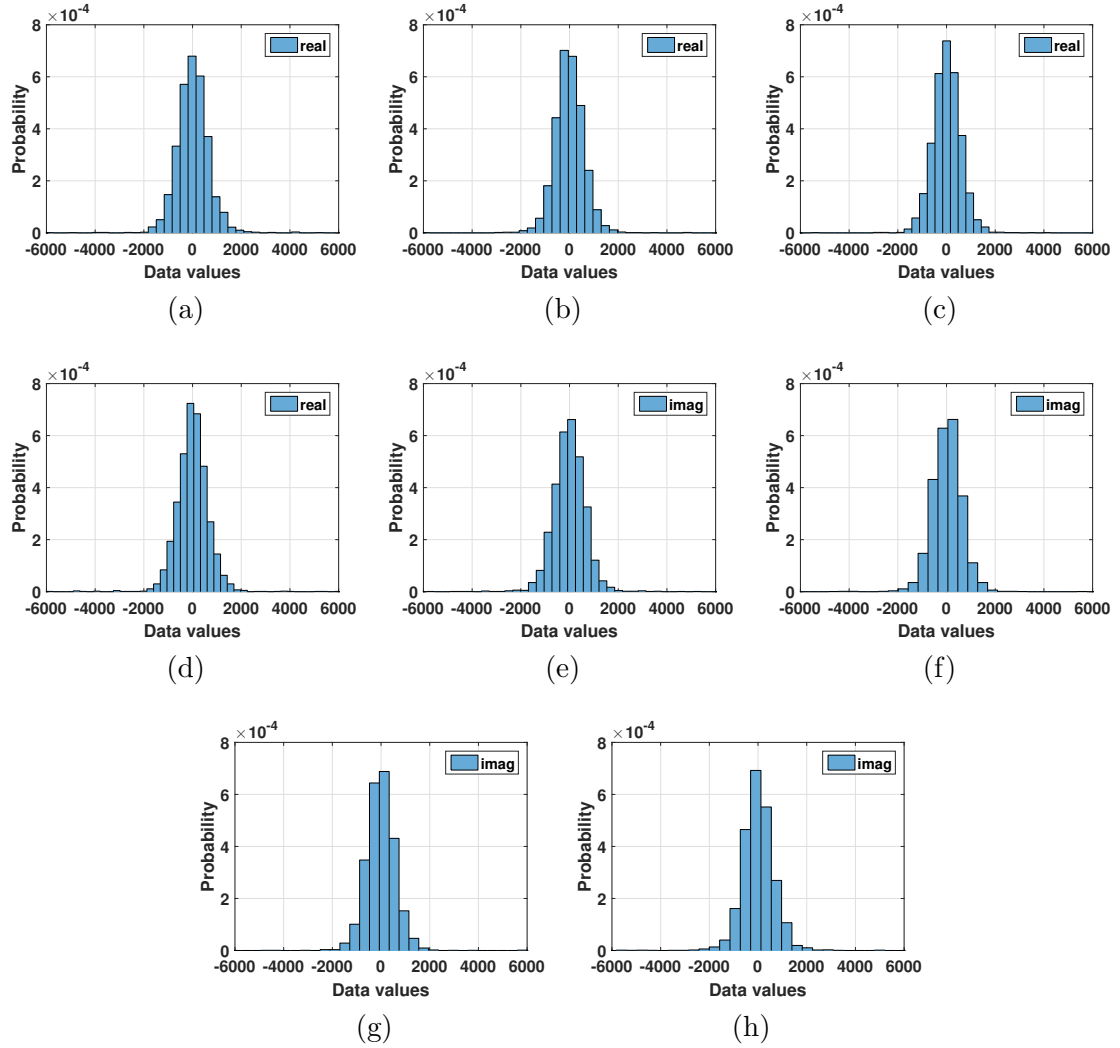 ×10⁻⁴ ×10⁻⁴ ×10⁻⁴
8 8 8
real real real
6 6 6
4 4 4
2 2 2
0 0 0
Probability Probability Probability
-6000 -4000 -2000 0 2000 4000 6000 -6000 -4000 -2000 0 2000 4000 6000 -6000 -4000 -2000 0 2000 4000 6000
Data values Data values Data values
(a) (b) (c)
×10⁻⁴ ×10⁻⁴ ×10⁻⁴
8 8 8
real imag imag
6 6 6
4 4 4
2 2 2
0 0 0
Probability Probability Probability
-6000 -4000 -2000 0 2000 4000 6000 -6000 -4000 -2000 0 2000 4000 6000 -6000 -4000 -2000 0 2000 4000 6000
Data values Data values Data values
(d) (e) (f)
×10⁻⁴ ×10⁻⁴
8 8
imag imag
6 6
4 4
2 2
0 0
Probability Probability
-6000 -4000 -2000 0 2000 4000 6000 -6000 -4000 -2000 0 2000 4000 6000
Data values Data values
(g) (h)